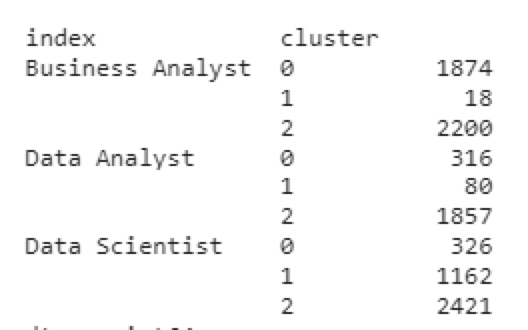 index cluster
Business Analyst 0 1874
1 18
2 2200
Data Analyst 0 316
1 80
2 1857
Data Scientist 0 326
1 1162
2 2421